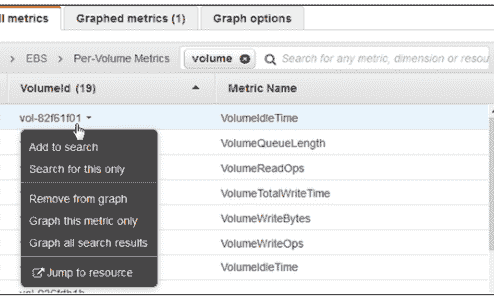 ll metrics Graphed metrics (1) Graph options
> EBS > Per-Volume Metrics volume Search for any metric, dimension or resou
VolumeId (19) Metric Name
vol-82f61f01 VolumeIdleTime
VolumeQueueLength
Add to search
Search for this only VolumeReadOps
VolumeTotalWriteTime
Remove from graph
Graph this metric only VolumeWriteBytes
Graph all search results VolumeWriteOps
Jump to resource VolumeIdleTime